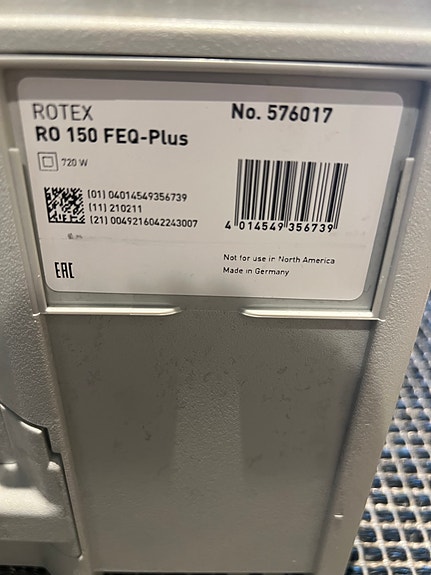 ROTEX
RO 150 FEQ-Plus
No. 576017
720 W
(01) 04014549356739
(11) 210211
(21) 0049216042243007
4 014549 356739
EAC
Not for use in North America
Made in Germany